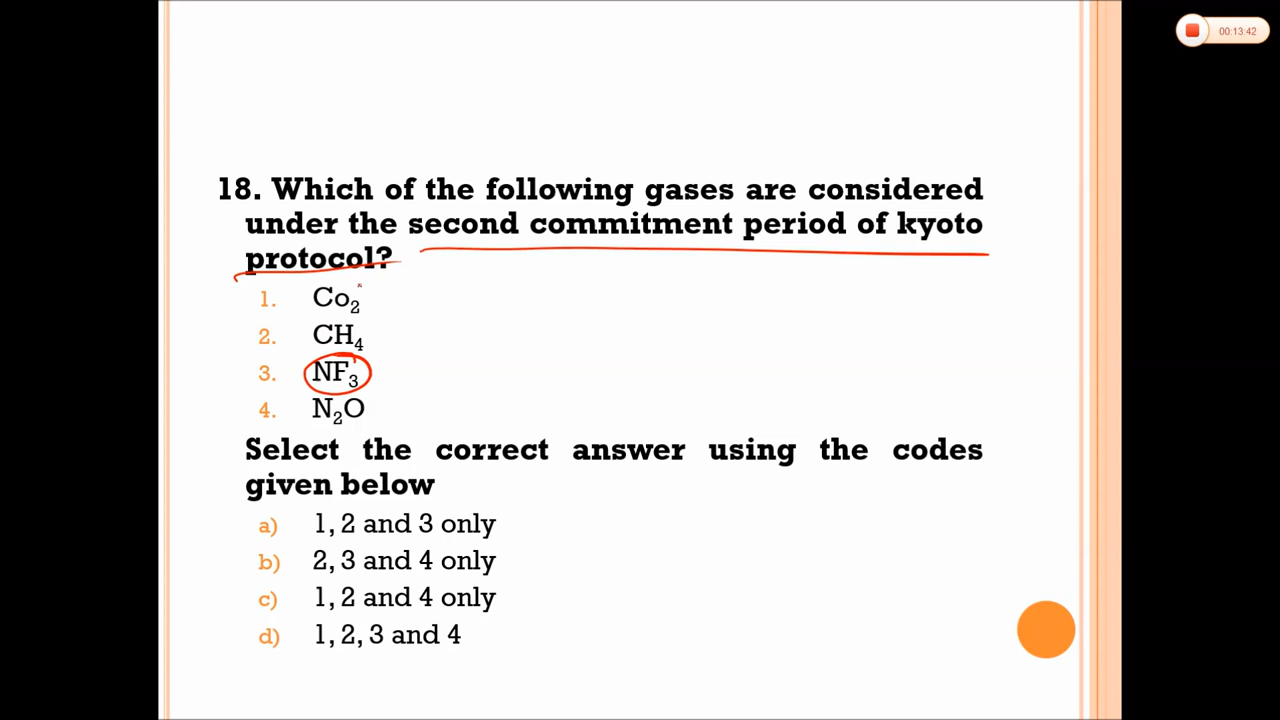 00:13:42
18. Which of the following gases are considered
under the second commitment period of kyoto
protocol?
1. Co₂
2. CH₄
3. NF₃
4. N₂O
Select the correct answer using the codes
given below
a) 1, 2 and 3 only
b) 2, 3 and 4 only
c) 1, 2 and 4 only
d) 1, 2, 3 and 4